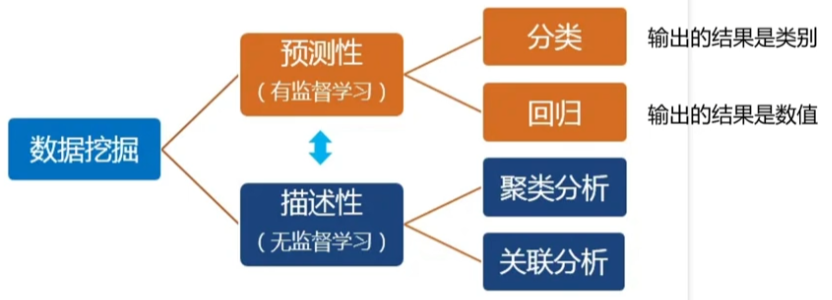 数据挖掘
预测性
（有监督学习）
分类
输出的结果是类别
回归
输出的结果是数值
描述性
（无监督学习）
聚类分析
关联分析